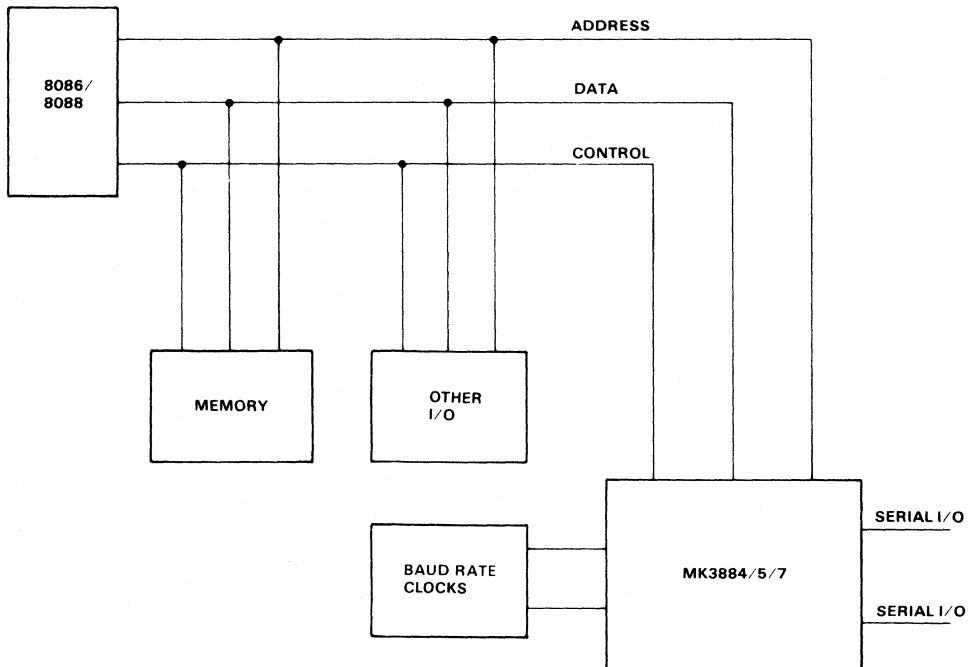 ADDRESS
8086/
8088
DATA
CONTROL
MEMORY
OTHER
I/O
SERIAL I/O
BAUD RATE
CLOCKS
MK3884/5/7
SERIAL I/O